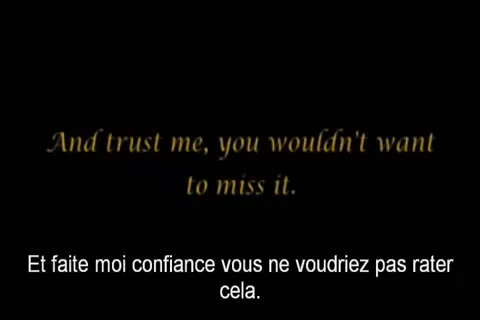 And trust me, you wouldn't want
to miss it.
Et faite moi confiance vous ne voudriez pas rater
cela.